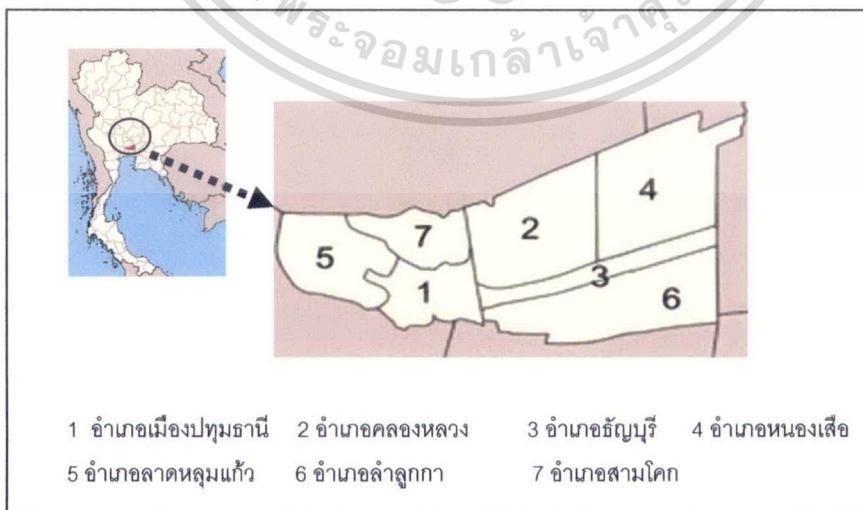 พระจอมเกล้าเจ้าคุ
4
2
7
5
3
1
6
1 อำเภอเมืองปทุมธานี 2 อำเภอคลองหลวง 3 อำเภอธัญบุรี 4 อำเภอหนองเสือ
5 อำเภอลาดหลุมแก้ว 6 อำเภอลำลูกกา 7 อำเภอสามโคก